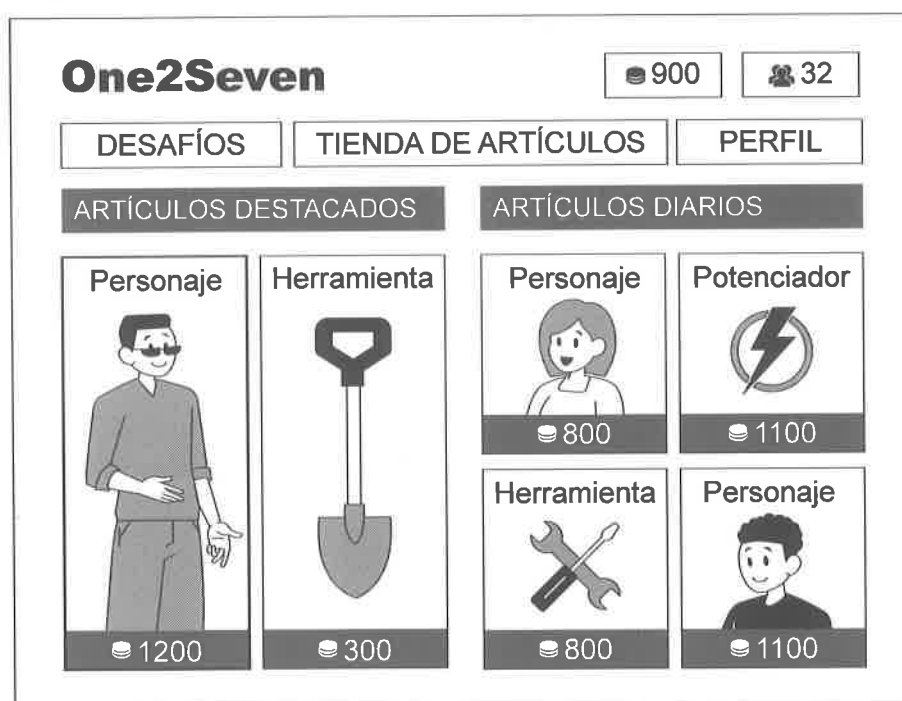 One2Seven
900
32
DESAFÍOS
TIENDA DE ARTÍCULOS
PERFIL
ARTÍCULOS DESTACADOS
ARTÍCULOS DIARIOS
Personaje
1200
Herramienta
300
Personaje
800
Potenciador
1100
Herramienta
800
Personaje
1100